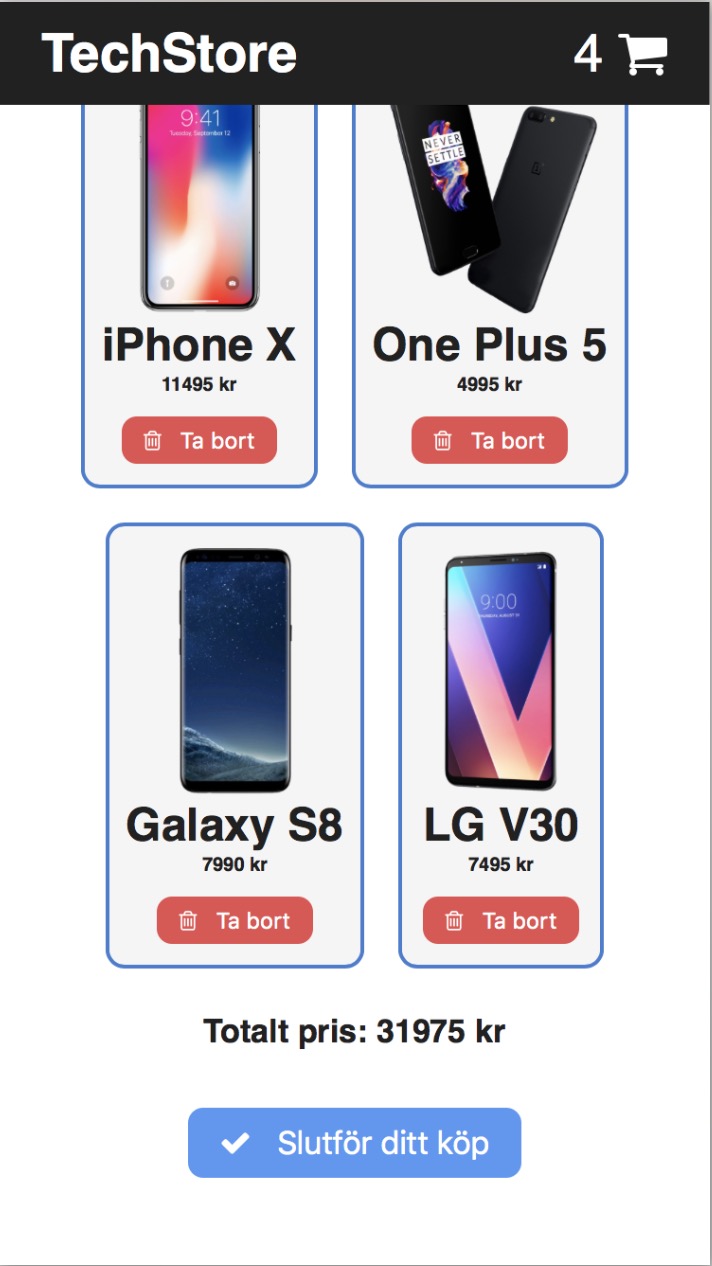 TechStore
4
9:41
Tuesday, September 12
NEVER
SETTLE
iPhone X
One Plus 5
11495 kr
4995 kr
Ta bort
Ta bort
9:00
Galaxy S8
LG V30
7990 kr
7495 kr
Ta bort
Ta bort
Totalt pris: 31975 kr
Slutför ditt köp